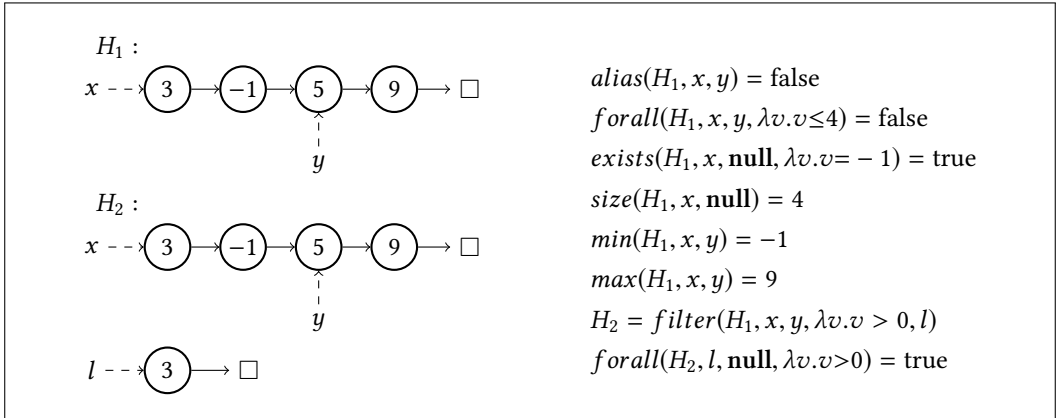 H₁ :
x 3 −1 5 9 □
y
H₂ :
x 3 −1 5 9 □
y
l 3 □
alias(H₁, x, y) = false
forall(H₁, x, y, λv.v≤4) = false
exists(H₁, x, null, λv.v= − 1) = true
size(H₁, x, null) = 4
min(H₁, x, y) = −1
max(H₁, x, y) = 9
H₂ = filter(H₁, x, y, λv.v > 0, l)
forall(H₂, l, null, λv.v>0) = true